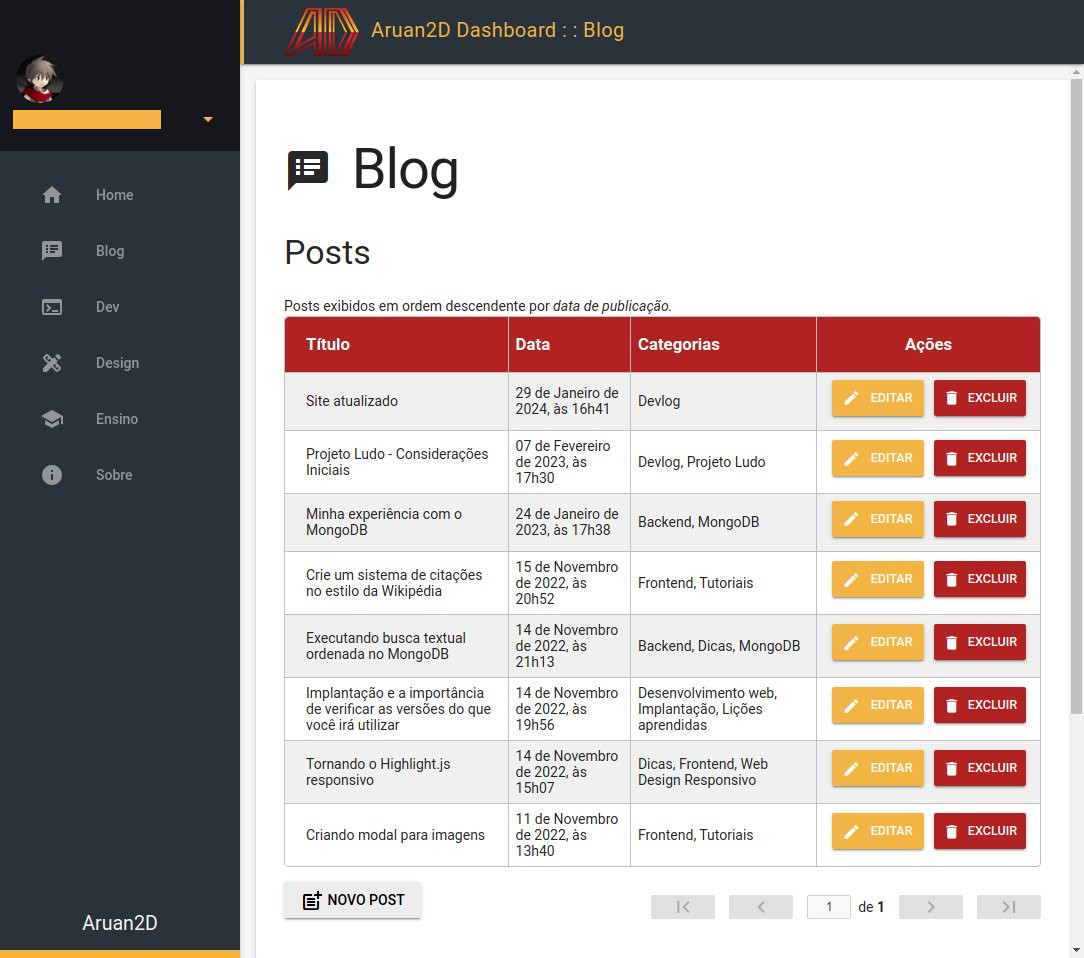 Aruan2D Dashboard : : Blog
Home
Blog
Dev
Design
Ensino
Sobre
Aruan2D
Blog
Posts
Posts exibidos em ordem descendente por data de publicação.
Título Data Categorias Ações
Site atualizado
29 de Janeiro de
2024, às 16h41
Devlog
EDITAR EXCLUIR
Projeto Ludo - Considerações
Iniciais
07 de Fevereiro
de 2023, às
17h30
Devlog, Projeto Ludo
EDITAR EXCLUIR
Minha experiência com o
MongoDB
24 de Janeiro de
2023, às 17h38
Backend, MongoDB
EDITAR EXCLUIR
Crie um sistema de citações
no estilo da Wikipédia
15 de Novembro
de 2022, às
20h52
Frontend, Tutoriais
EDITAR EXCLUIR
Executando busca textual
ordenada no MongoDB
14 de Novembro
de 2022, às
21h13
Backend, Dicas, MongoDB
EDITAR EXCLUIR
Implantação e a importância
de verificar as versões do que
você irá utilizar
14 de Novembro
de 2022, às
19h56
Desenvolvimento web,
Implantação, Lições
aprendidas
EDITAR EXCLUIR
Tornando o Highlight.js
responsivo
14 de Novembro
de 2022, às
15h07
Dicas, Frontend, Web
Design Responsivo
EDITAR EXCLUIR
Criando modal para imagens
11 de Novembro
de 2022, às
13h40
Frontend, Tutoriais
EDITAR EXCLUIR
NOVO POST
1 de 1